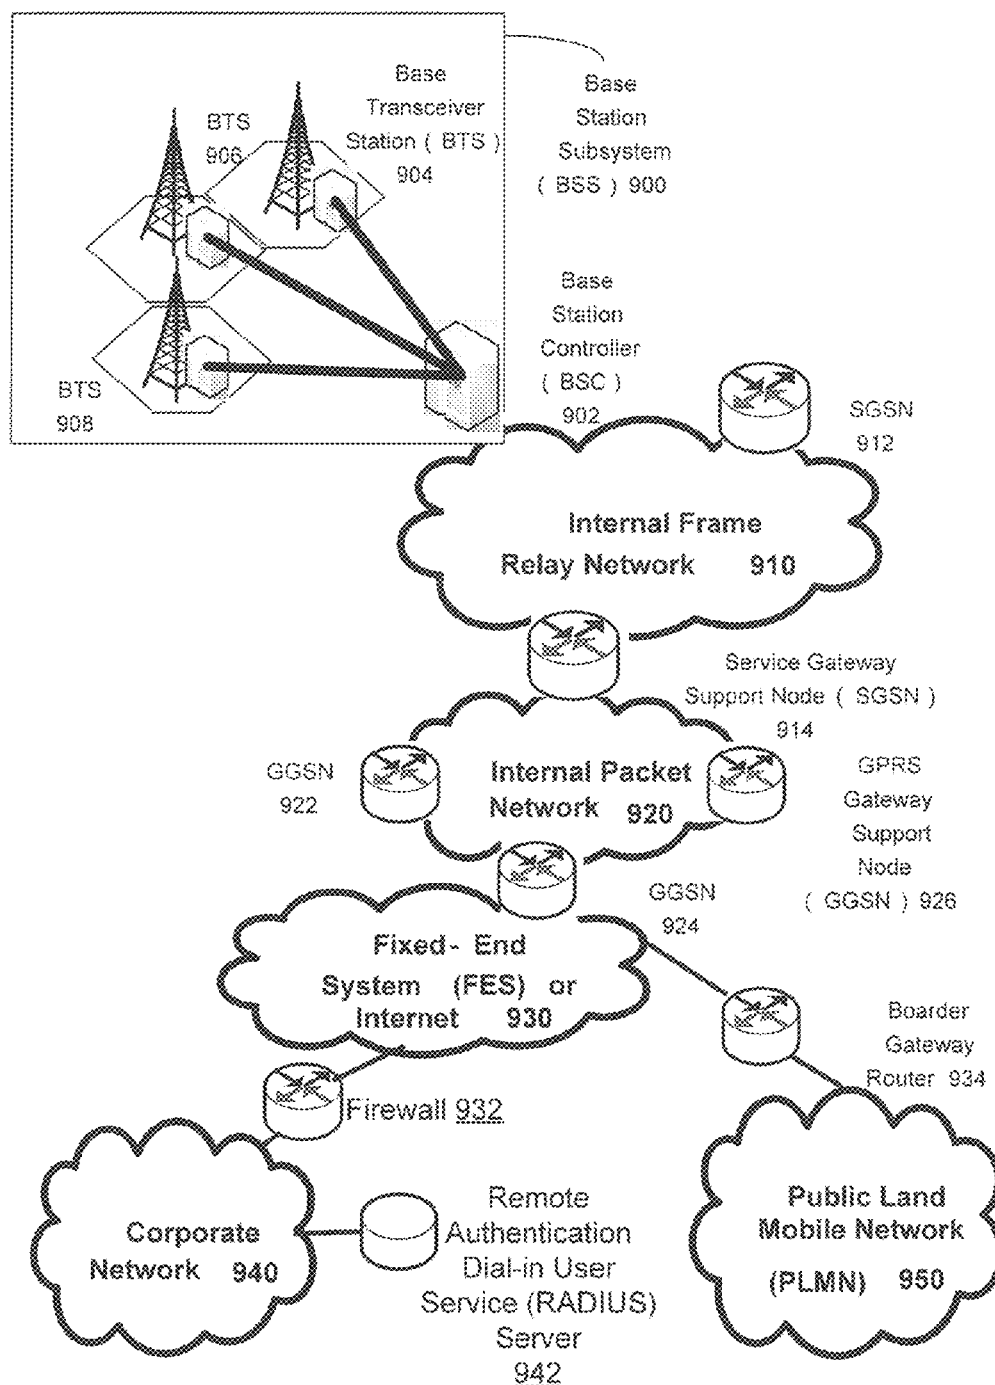 Base
Transceiver
Station ( BTS )
904
BTS
906
BTS
908
Base
Station
Subsystem
( BSS ) 900
Base
Station
Controller
( BSC )
902
SGSN
912
Internal Frame
Relay Network 910
Service Gateway
Support Node ( SGSN )
914
GGSN
922
Internal Packet
Network 920
GPRS
Gateway
Support
Node
( GGSN ) 926
GGSN
924
Fixed- End
System (FES) or
Internet 930
Boarder
Gateway
Router 934
Firewall 932
Corporate
Network 940
Remote
Authentication
Dial-in User
Service (RADIUS)
Server
942
Public Land
Mobile Network
(PLMN) 950